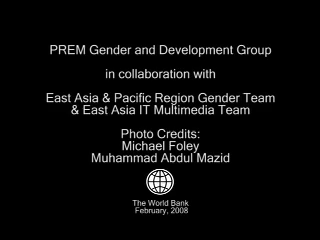 PREM Gender and Development Group
in collaboration with
East Asia & Pacific Region Gender Team
& East Asia IT Multimedia Team
Photo Credits:
Michael Foley
Muhammad Abdul Mazid
The World Bank
February, 2008